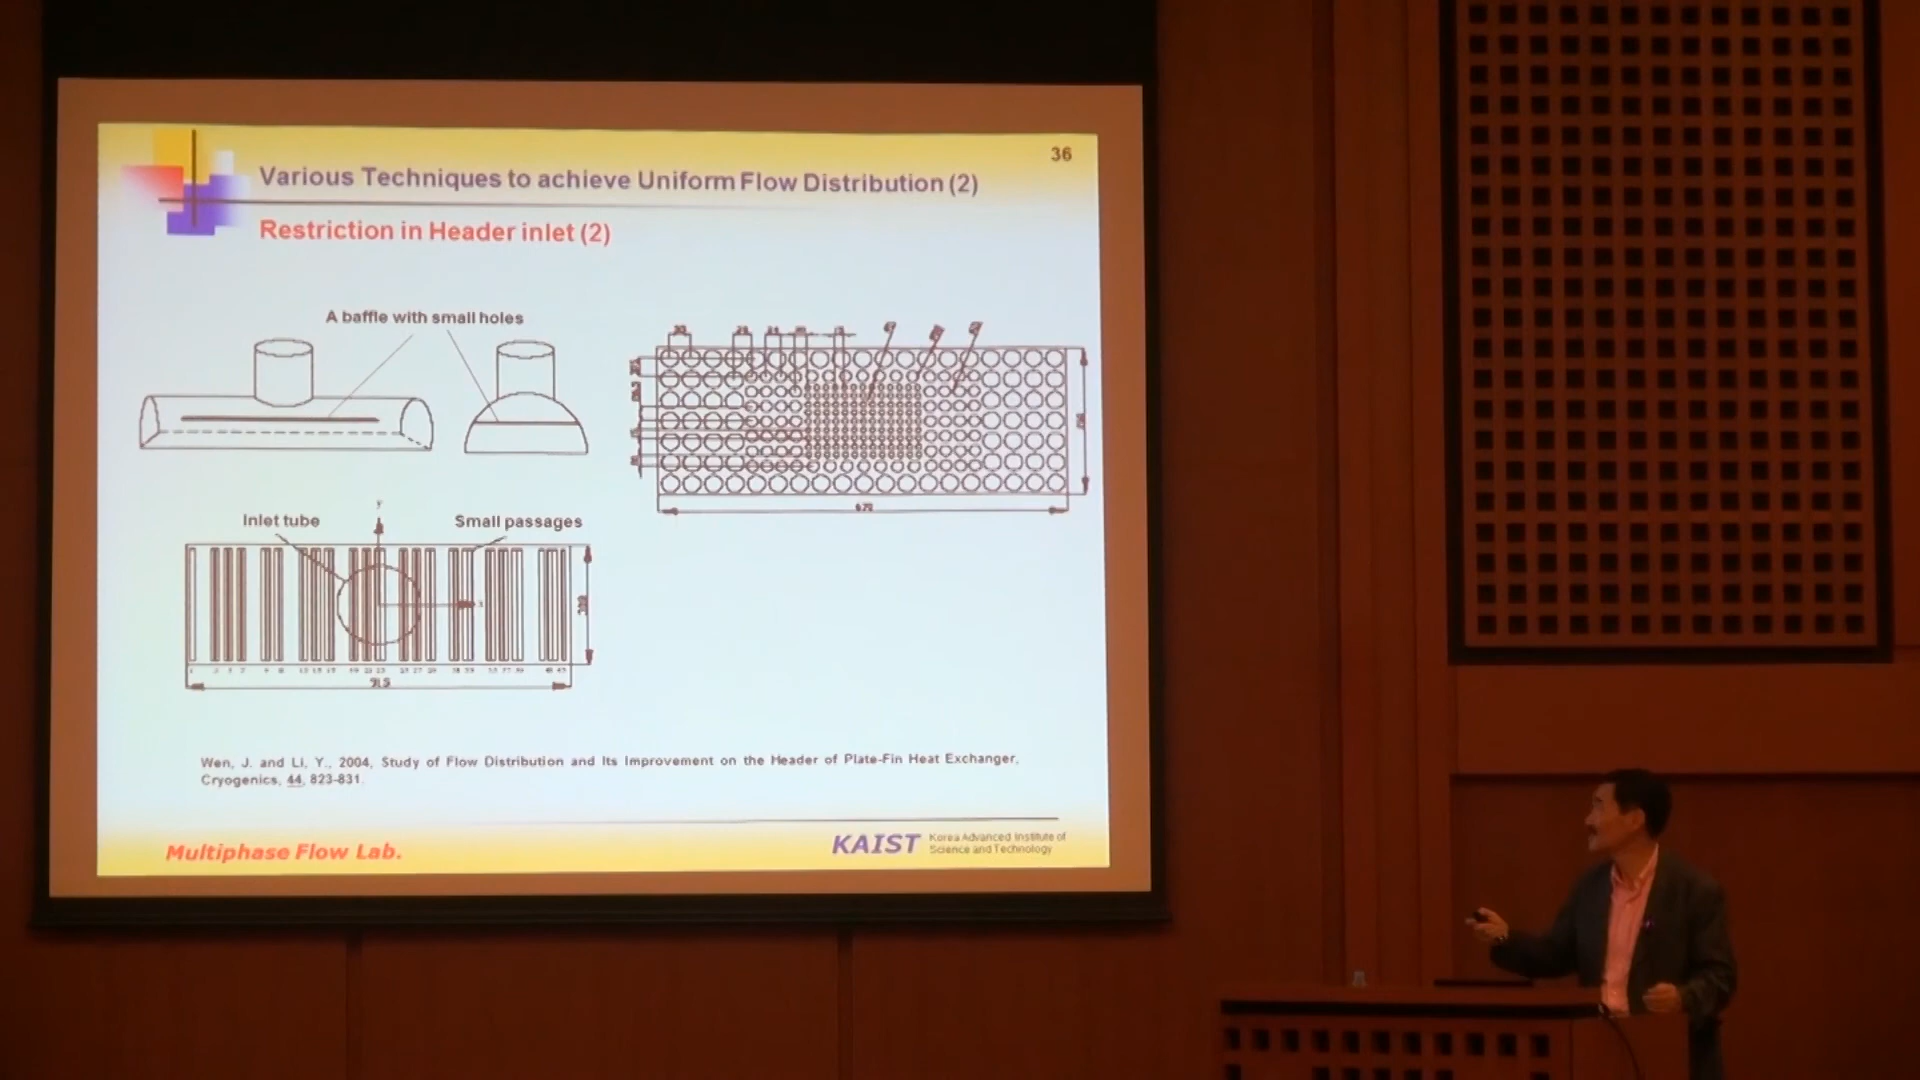 36
Various Techniques to achieve Uniform Flow Distribution (2)
Restriction in Header inlet (2)
A baffle with small holes
Inlet tube
Small passages
Y
X
915
670
Wen, J. and Li, Y., 2004, Study of Flow Distribution and Its Improvement on the Header of Plate-Fin Heat Exchanger,
Cryogenics, 44, 823-831.
Multiphase Flow Lab.
KAIST
Korea Advanced Institute of
Science and Technology